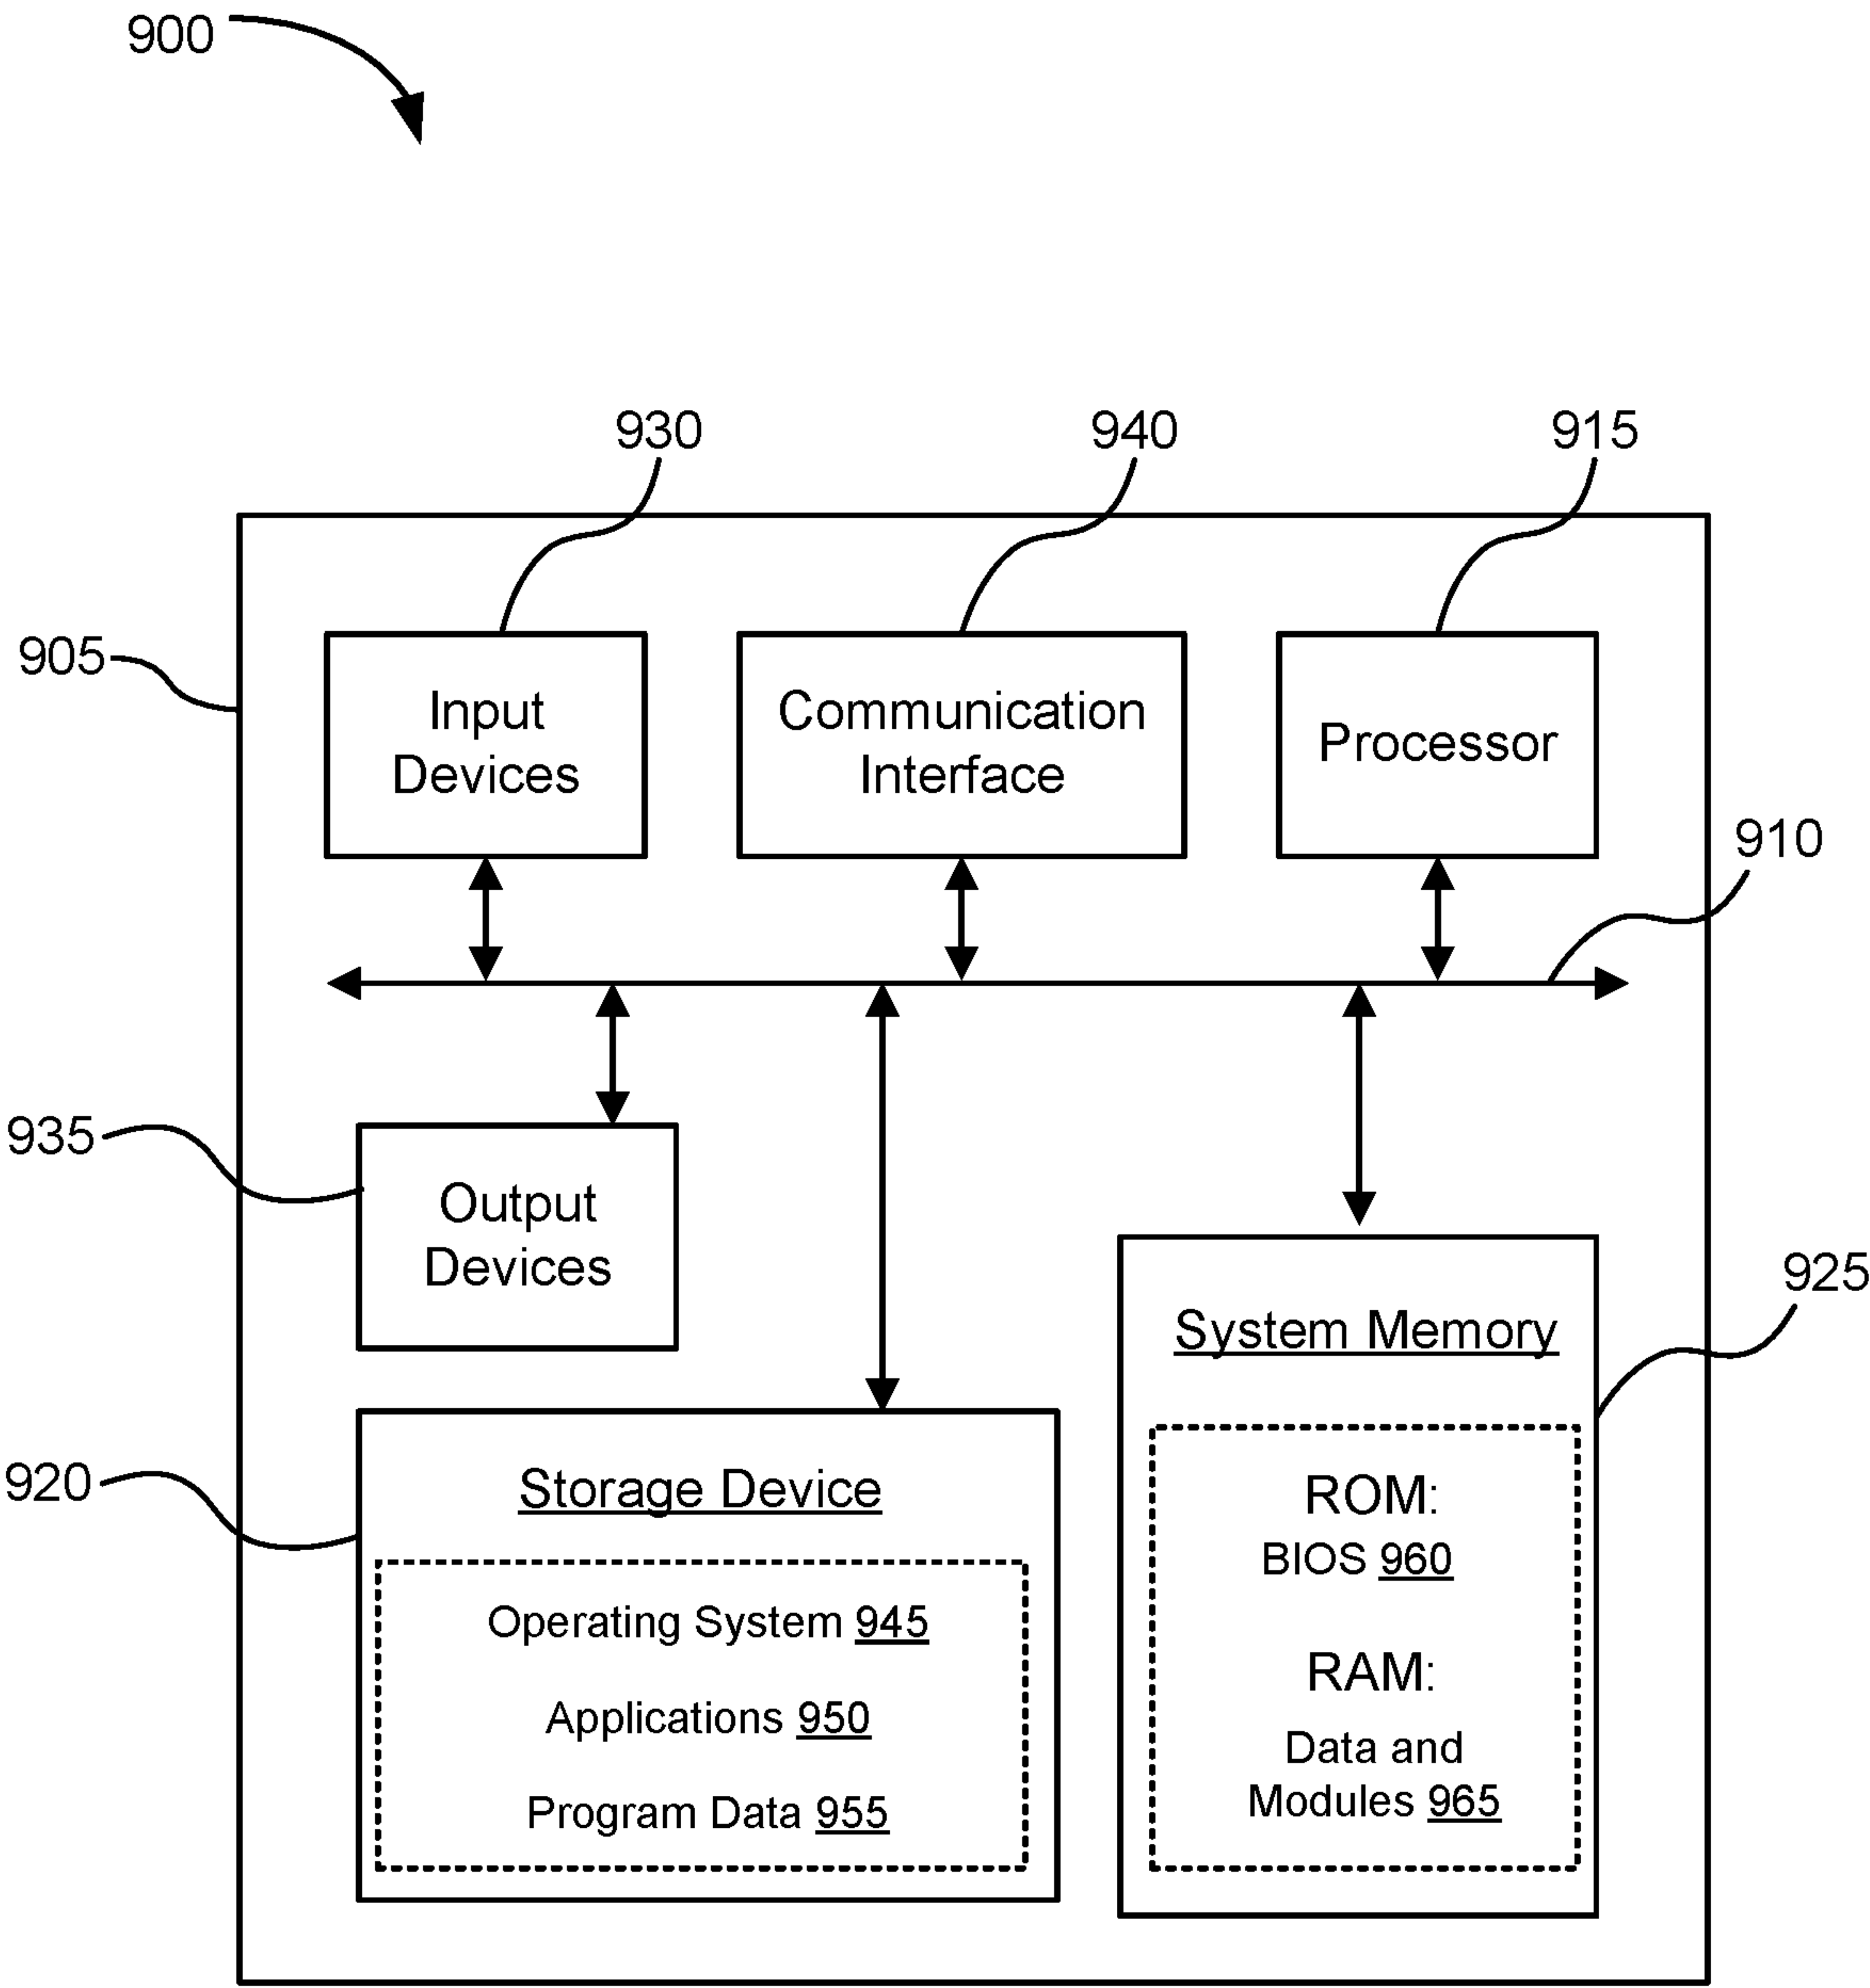 900
930
940
915
905
Input
Devices
Communication
Interface
Processor
910
935
Output
Devices
925
System Memory
920
Storage Device
ROM:
BIOS 960
Operating System 945
RAM:
Applications 950
Data and
Modules 965
Program Data 955